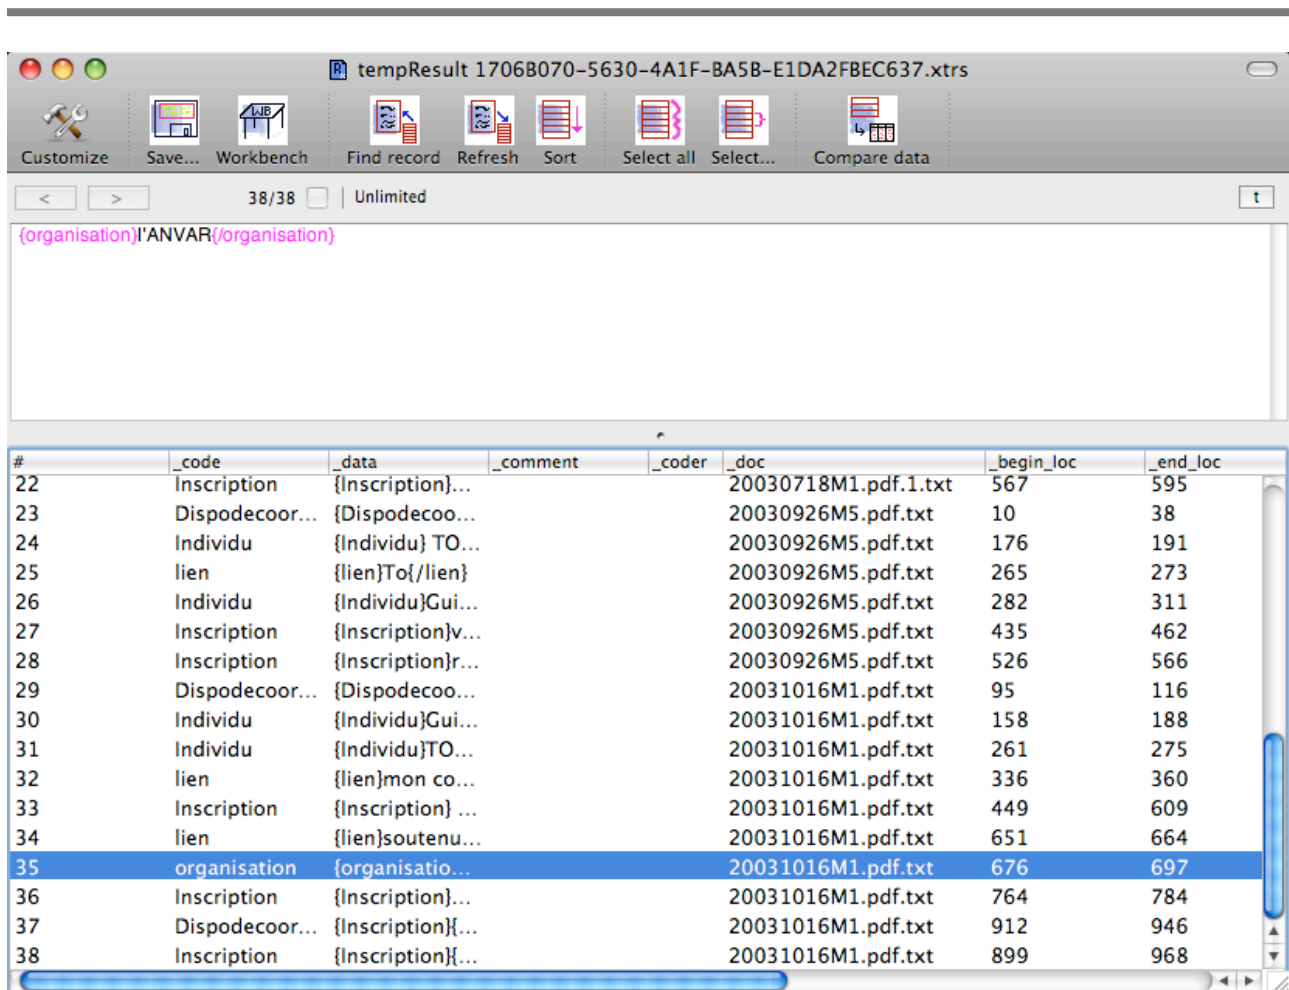 tempResult 1706B070-5630-4A1F-BA5B-E1DA2FBEC637.xtrs
Customize Save... Workbench Find record Refresh Sort Select all Select... Compare data
< > 38/38 Unlimited t
{organisation}l'ANVAR{/organisation}
# _code _data _comment _coder _doc _begin_loc _end_loc
22 Inscription {Inscription}... 20030718M1.pdf.1.txt 567 595
23 Dispodecoor... {Dispodecoo... 20030926M5.pdf.txt 10 38
24 Individu {Individu} TO... 20030926M5.pdf.txt 176 191
25 lien {lien}To{/lien} 20030926M5.pdf.txt 265 273
26 Individu {Individu}Gui... 20030926M5.pdf.txt 282 311
27 Inscription {Inscription}v... 20030926M5.pdf.txt 435 462
28 Inscription {Inscription}r... 20030926M5.pdf.txt 526 566
29 Dispodecoor... {Dispodecoo... 20031016M1.pdf.txt 95 116
30 Individu {Individu}Gui... 20031016M1.pdf.txt 158 188
31 Individu {Individu}TO... 20031016M1.pdf.txt 261 275
32 lien {lien}mon co... 20031016M1.pdf.txt 336 360
33 Inscription {Inscription} ... 20031016M1.pdf.txt 449 609
34 lien {lien}soutenu... 20031016M1.pdf.txt 651 664
35 organisation {organisatio... 20031016M1.pdf.txt 676 697
36 Inscription {Inscription}... 20031016M1.pdf.txt 764 784
37 Dispodecoor... {Inscription}{... 20031016M1.pdf.txt 912 946
38 Inscription {Inscription}{... 20031016M1.pdf.txt 899 968